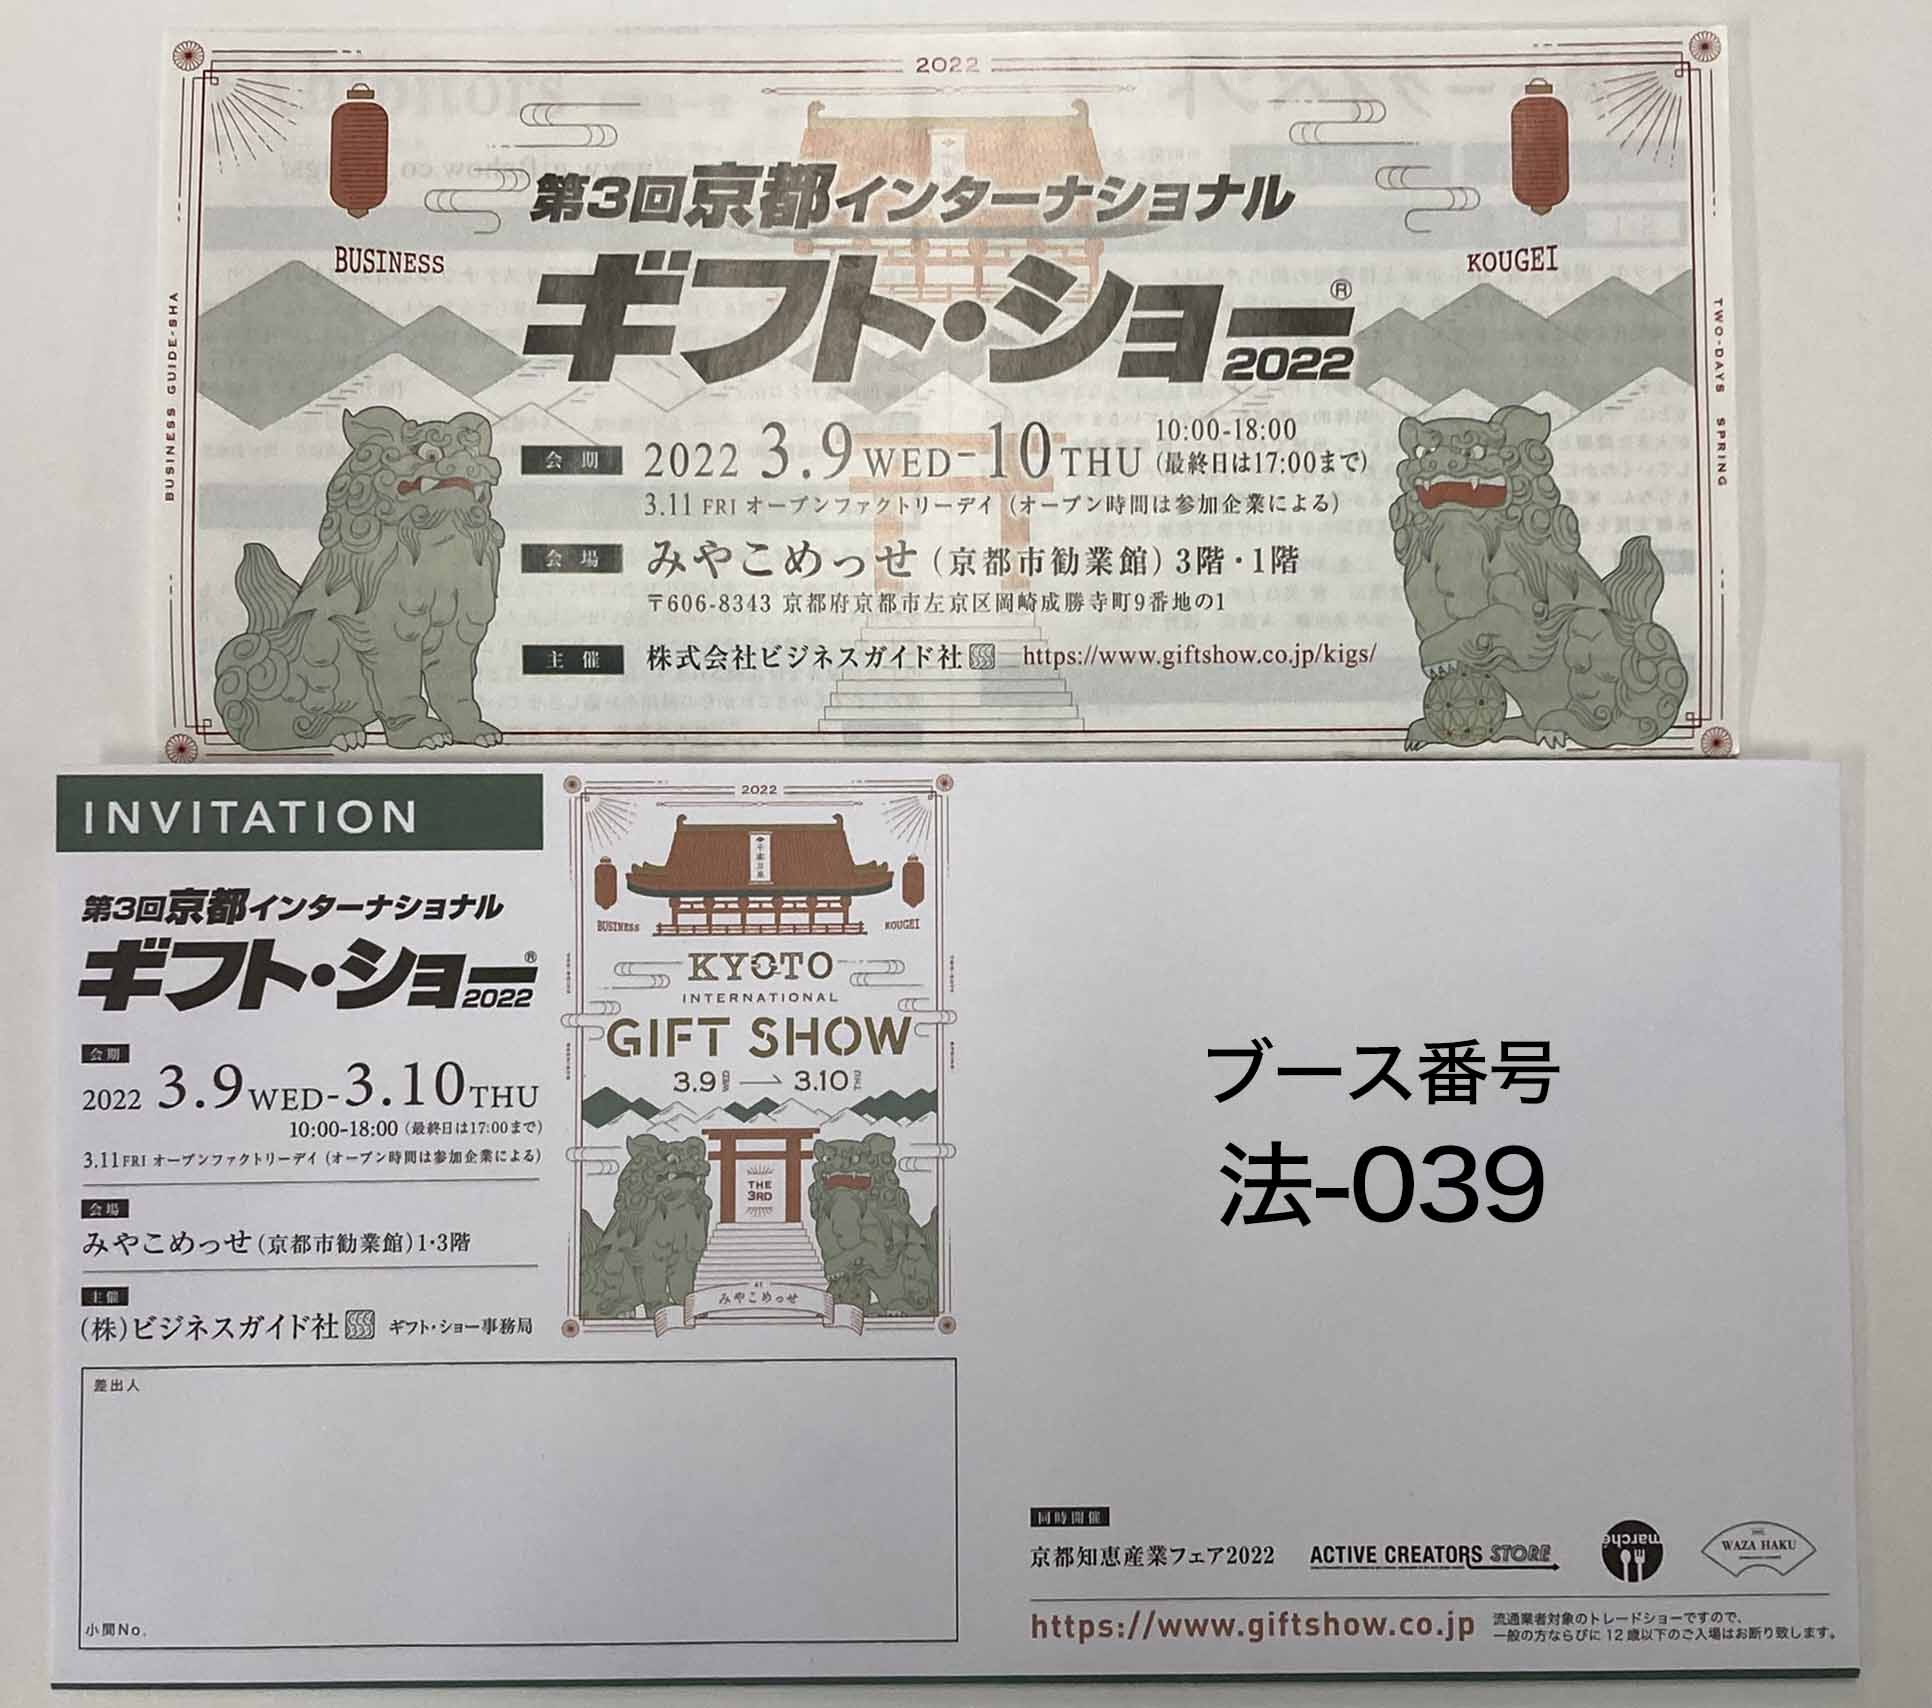 2022
第3回京都インターナショナル
BUSINESS
KOUGEI
ギフト・ショー® 2022
BUSINESS GUIDE-SHA
TWO-DAYS SPRING
会期 2022 3.9 WED-10 THU 10:00-18:00 (最終日は17:00まで)
3.11 FRI オープンファクトリーデイ (オープン時間は参加企業による)
会場 みやこめっせ (京都市勧業館) 3階・1階
〒606-8343 京都府京都市左京区岡崎成勝寺町9番地の1
主催 株式会社ビジネスガイド社 https://www.giftshow.co.jp/kigs/
INVITATION
第3回京都インターナショナル
ギフト・ショー® 2022
会期
2022 3.9 WED-3.10 THU
10:00-18:00 (最終日は17:00まで)
3.11 FRI オープンファクトリーデイ (オープン時間は参加企業による)
会場
みやこめっせ (京都市勧業館) 1・3階
主催
(株)ビジネスガイド社 ギフト・ショー事務局
差出人
小間No.
2022
BUSINESS
KOUGEI
KYOTO
INTERNATIONAL
GIFT SHOW
3.9 WED 3.10 THU
THE
3RD
AT
みやこめっせ
ブース番号
法-039
同時開催
京都知恵産業フェア2022 ACTIVE CREATORS STORE marché WAZA HAKU
https://www.giftshow.co.jp
流通業者対象のトレードショーですので、
一般の方ならびに12歳以下のご入場はお断り致します。